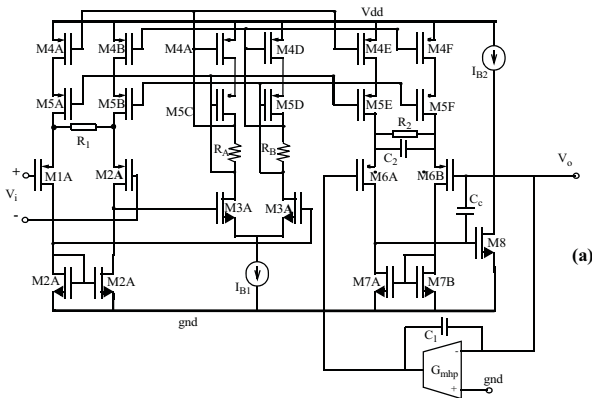 Vdd
M4A M4B M4A M4D M4E M4F
IB2
M5A M5B M5C M5D M5E M5F
R1 RA RB R2
C2
+ Vi -
M1A M2A M6A M6B
Vo
Cc
M3A M3A M8
(a)
IB1
M2A M2A M7A M7B
gnd
C1
Gmhp - +
gnd